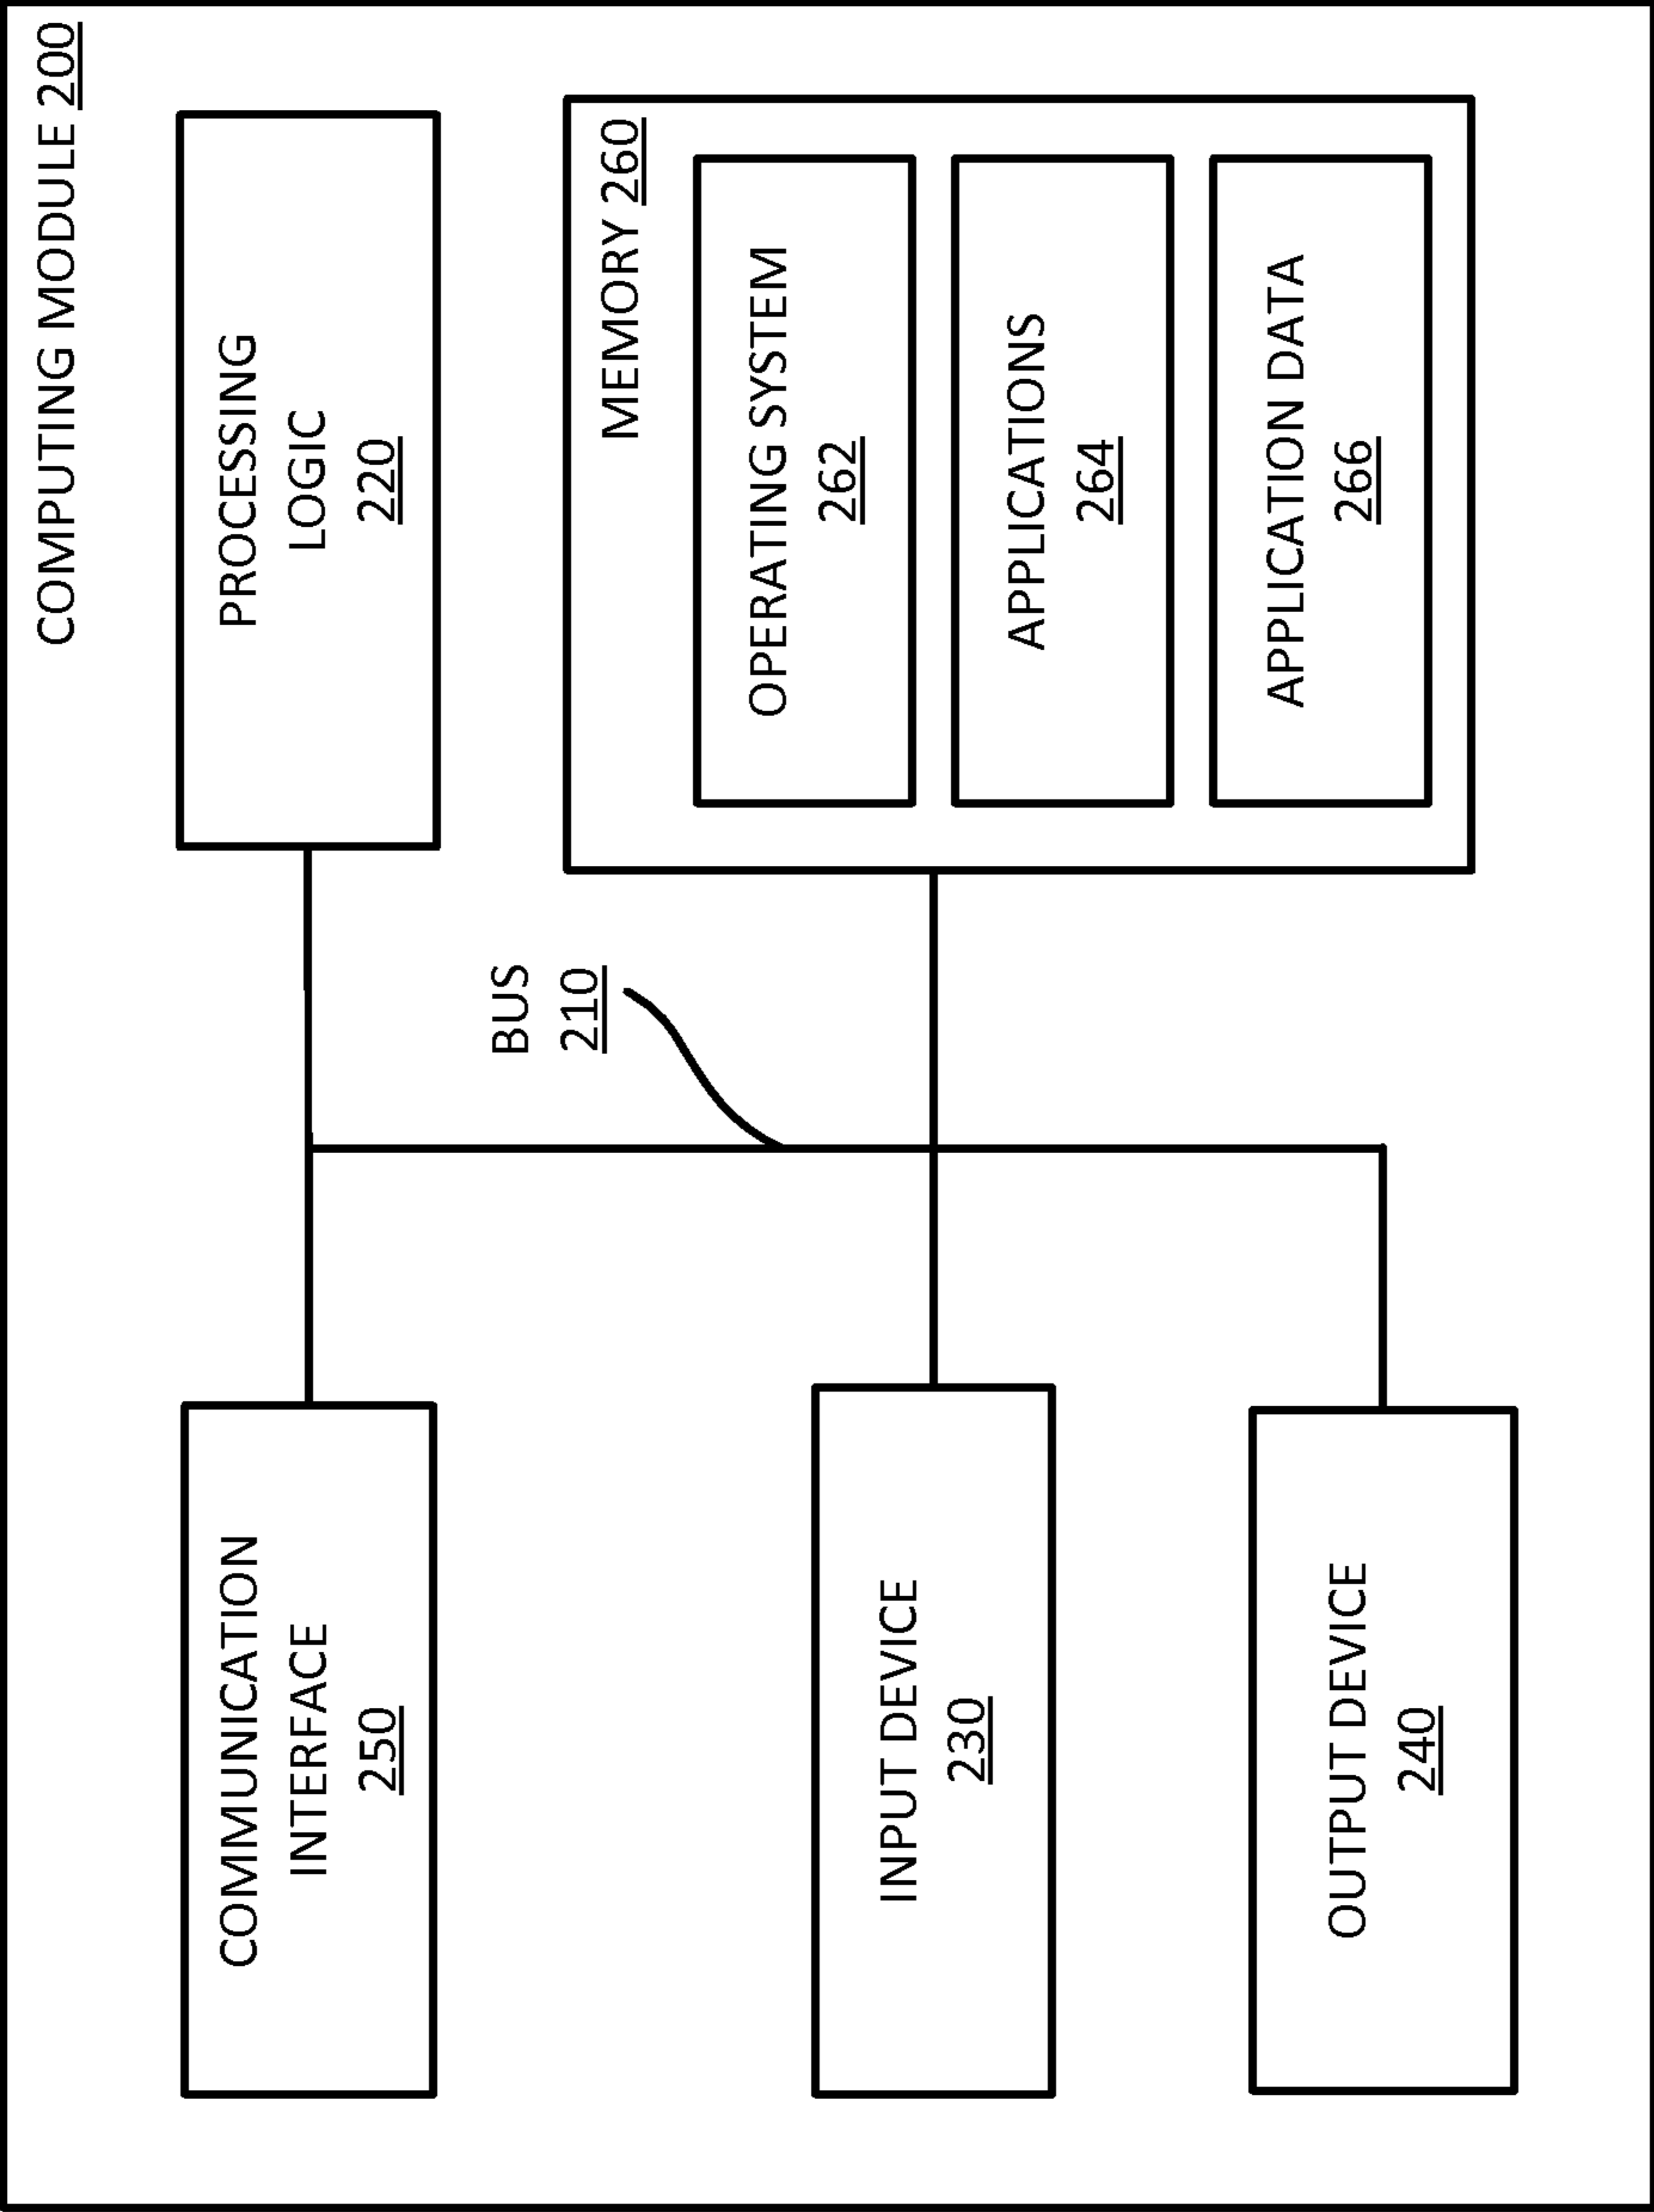 COMPUTING MODULE 200
COMMUNICATION
INTERFACE
250
PROCESSING
LOGIC
220
BUS
210
MEMORY 260
OPERATING SYSTEM
262
APPLICATIONS
264
APPLICATION DATA
266
INPUT DEVICE
230
OUTPUT DEVICE
240